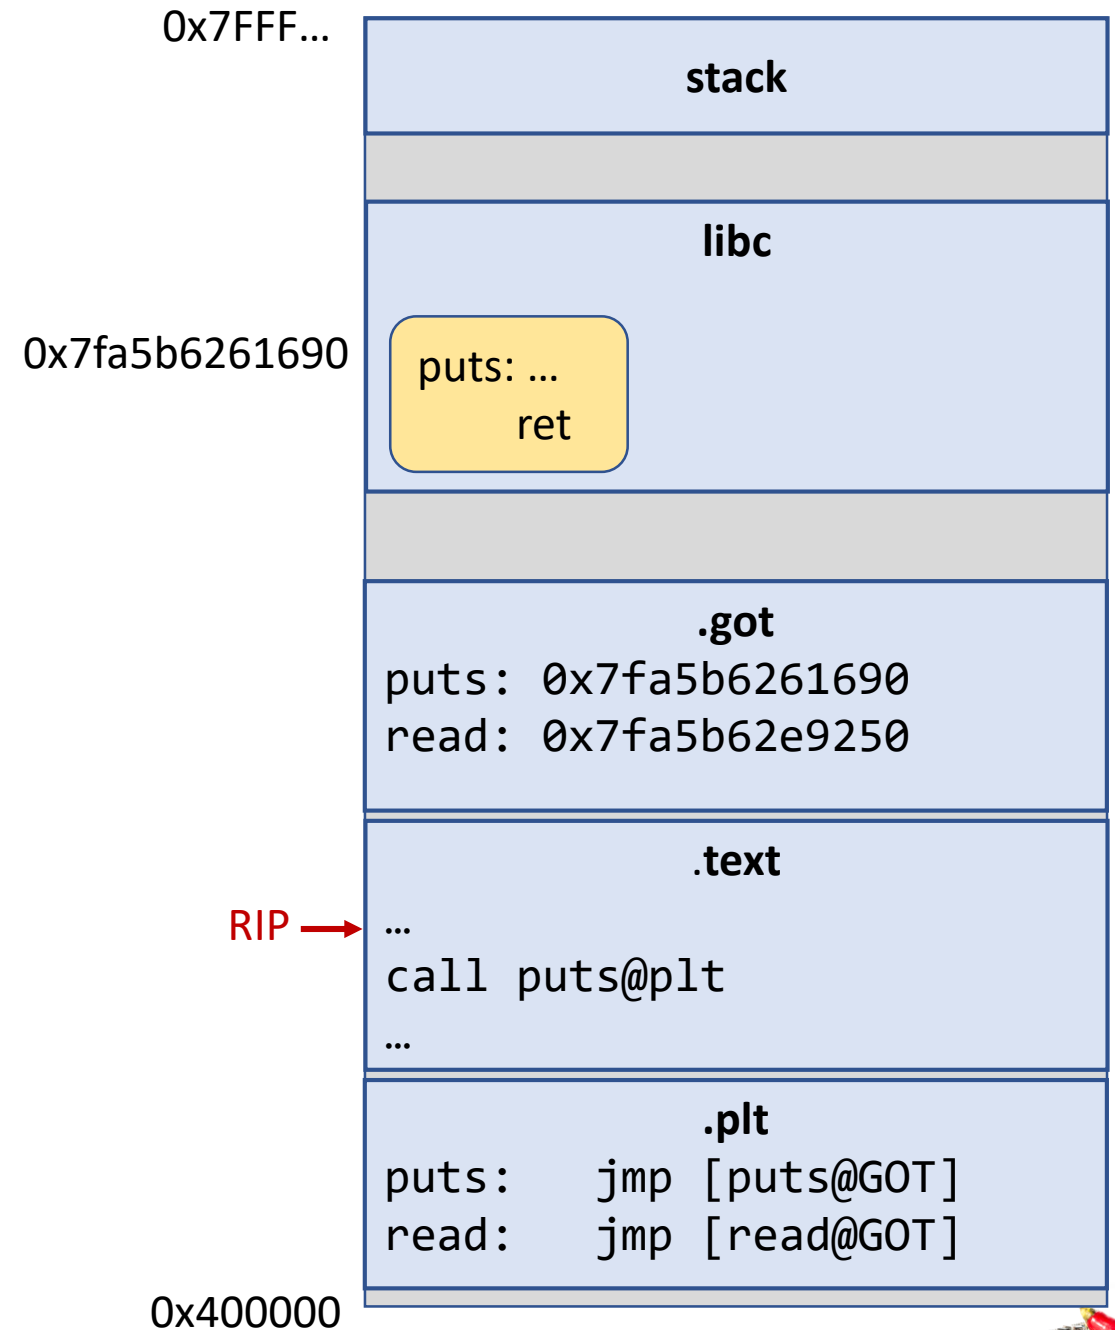 0x7FFF…
stack
libc
0x7fa5b6261690
puts: …
ret
.got
puts: 0x7fa5b6261690
read: 0x7fa5b62e9250
.text
RIP
…
call puts@plt
…
.plt
puts: jmp [puts@GOT]
read: jmp [read@GOT]
0x400000